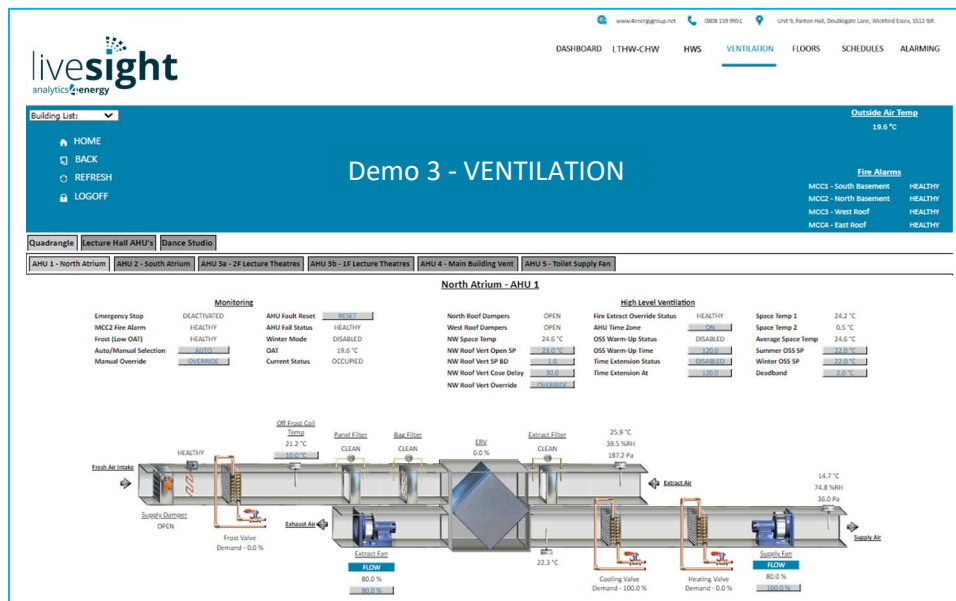 www.4energygroup.net 0808 159 9951 Unit 9, Fanton Hall, Doublegate Lane, Wickford Essex, SS12 9JF.
livesight
analytics4energy
DASHBOARD LTHW-CHW HWS VENTILATION FLOORS SCHEDULES ALARMING
Building List:
HOME
BACK
REFRESH
LOGOFF
Demo 3 - VENTILATION
Outside Air Temp
19.6 °C
Fire Alarms
MCC1 - South Basement HEALTHY
MCC2 - North Basement HEALTHY
MCC3 - West Roof HEALTHY
MCC4 - East Roof HEALTHY
Quadrangle Lecture Hall AHU's Dance Studio
AHU 1 - North Atrium AHU 2 - South Atrium AHU 3a - 2F Lecture Theatres AHU 3b - 1F Lecture Theatres AHU 4 - Main Building Vent AHU 5 - Toilet Supply Fan
North Atrium - AHU 1
Monitoring
Emergency Stop DEACTIVATED AHU Fault Reset RESET
MCC2 Fire Alarm HEALTHY AHU Fail Status HEALTHY
Frost (Low OAT) HEALTHY Winter Mode DISABLED
Auto/Manual Selection AUTO OAT 19.6 °C
Manual Override OVERRIDE Current Status OCCUPIED
High Level Ventilation
North Roof Dampers OPEN Fire Extract Override Status HEALTHY Space Temp 1 24.2 °C
West Roof Dampers OPEN AHU Time Zone ON Space Temp 2 0.5 °C
NW Space Temp 24.6 °C OSS Warm-Up Status DISABLED Average Space Temp 24.6 °C
NW Roof Vert Open SP 23.0 °C OSS Warm-Up Time 120.0 Summer OSS SP 22.0 °C
NW Roof Vert SP BD 1.0 Time Extension Status DISABLED Winter OSS SP 22.0 °C
NW Roof Vert Cose Delay 30.0 Time Extension At 120.0 Deadband 2.0 °C
NW Roof Vert Override OVERRIDE
Off Frost Coil
Temp
21.2 °C
10.0 °C
HEALTHY
Panel Filter
CLEAN
Bag Filter
CLEAN
ERV
0.0 %
Extract Filter
CLEAN
25.9 °C
39.5 %RH
187.2 Pa
Fresh Air Intake
Extract Air
14.7 °C
74.8 %RH
36.0 Pa
Supply Damper
OPEN
Frost Valve
Demand - 0.0 %
Exhaust Air
Extract Fan
FLOW
80.0 %
80.0 %
22.3 °C
Cooling Valve
Demand - 100.0 %
Heating Valve
Demand - 0.0 %
Supply Fan
FLOW
80.0 %
100.0 %
Supply Air